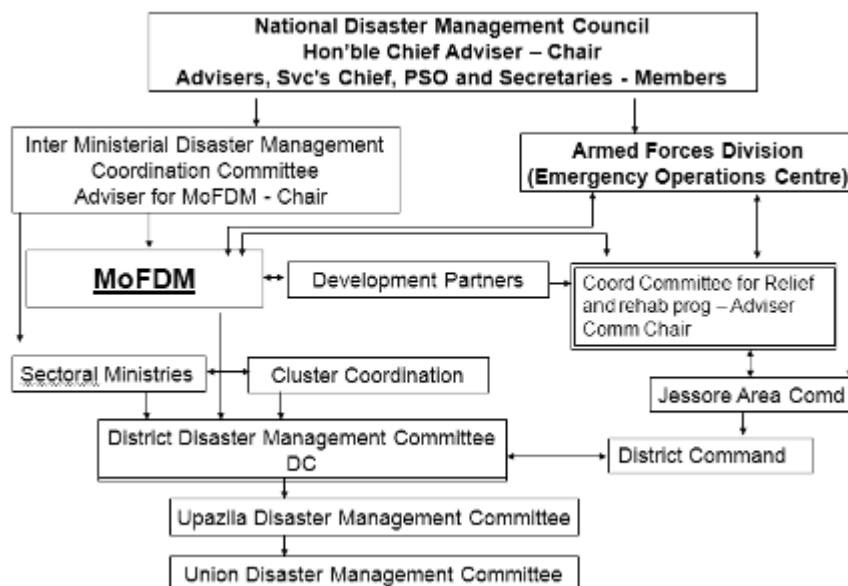 National Disaster Management Council
Hon'ble Chief Adviser – Chair
Advisers, Svc's Chief, PSO and Secretaries - Members
Inter Ministerial Disaster Management
Coordination Committee
Adviser for MoFDM - Chair
Armed Forces Division
(Emergency Operations Centre)
MoFDM
Development Partners
Coord Committee for Relief
and rehab prog – Adviser
Comm Chair
Sectoral Ministries
Cluster Coordination
Jessore Area Comd
District Disaster Management Committee
DC
District Command
Upazila Disaster Management Committee
Union Disaster Management Committee